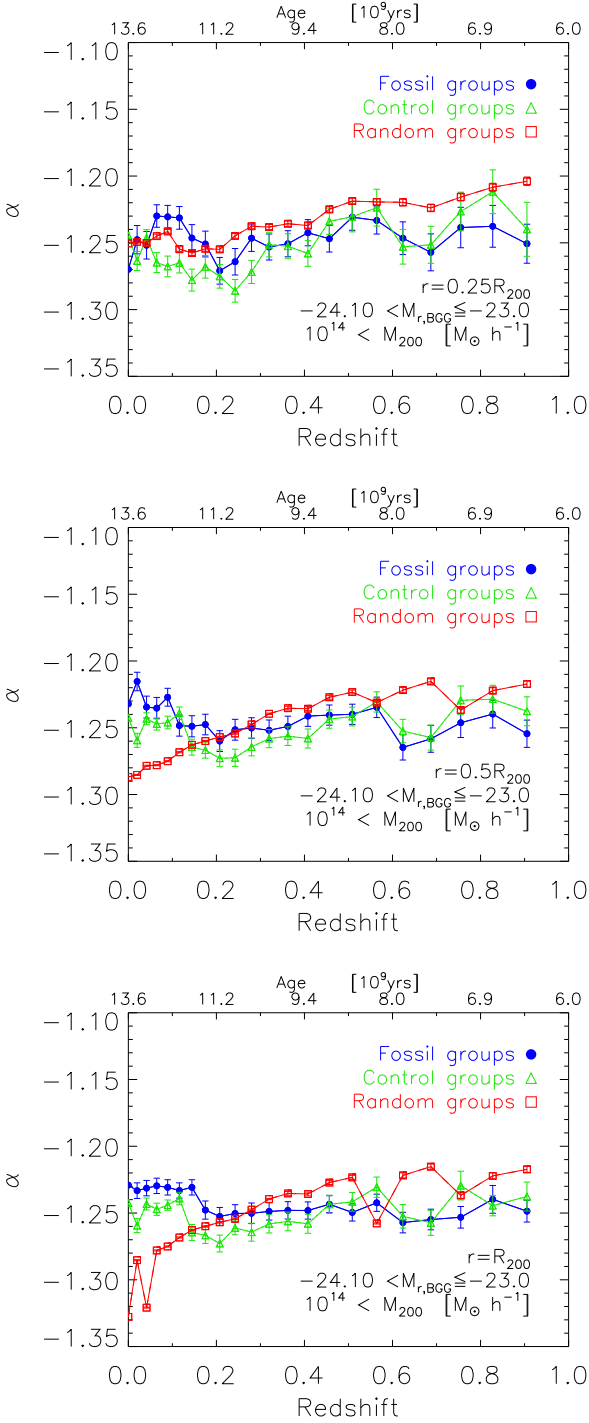 Age [10⁹yrs]
13.6 11.2 9.4 8.0 6.9 6.0
−1.10
Fossil groups
Control groups
−1.15
Random groups
−1.20
α
−1.25
r=0.25R₂₀₀
−24.10 <M_r,BGG≦−23.0
−1.30
10¹⁴ < M₂₀₀ [M☉ h⁻¹]
−1.35
0.0 0.2 0.4 0.6 0.8 1.0
Redshift
Age [10⁹yrs]
13.6 11.2 9.4 8.0 6.9 6.0
−1.10
Fossil groups
Control groups
−1.15
Random groups
−1.20
α
−1.25
r=0.5R₂₀₀
−24.10 <M_r,BGG≦−23.0
−1.30
10¹⁴ < M₂₀₀ [M☉ h⁻¹]
−1.35
0.0 0.2 0.4 0.6 0.8 1.0
Redshift
Age [10⁹yrs]
13.6 11.2 9.4 8.0 6.9 6.0
−1.10
Fossil groups
Control groups
−1.15
Random groups
−1.20
α
−1.25
r=R₂₀₀
−24.10 <M_r,BGG≦−23.0
−1.30
10¹⁴ < M₂₀₀ [M☉ h⁻¹]
−1.35
0.0 0.2 0.4 0.6 0.8 1.0
Redshift